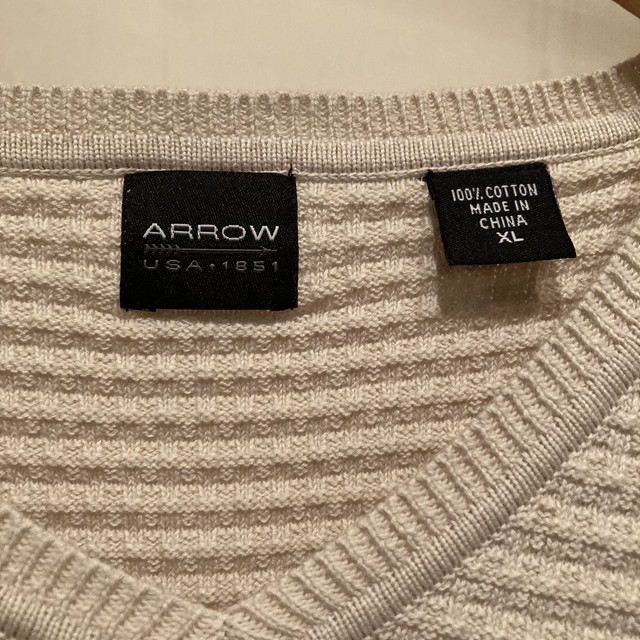 ARROW
USA • 1851
100% COTTON
MADE IN
CHINA
XL